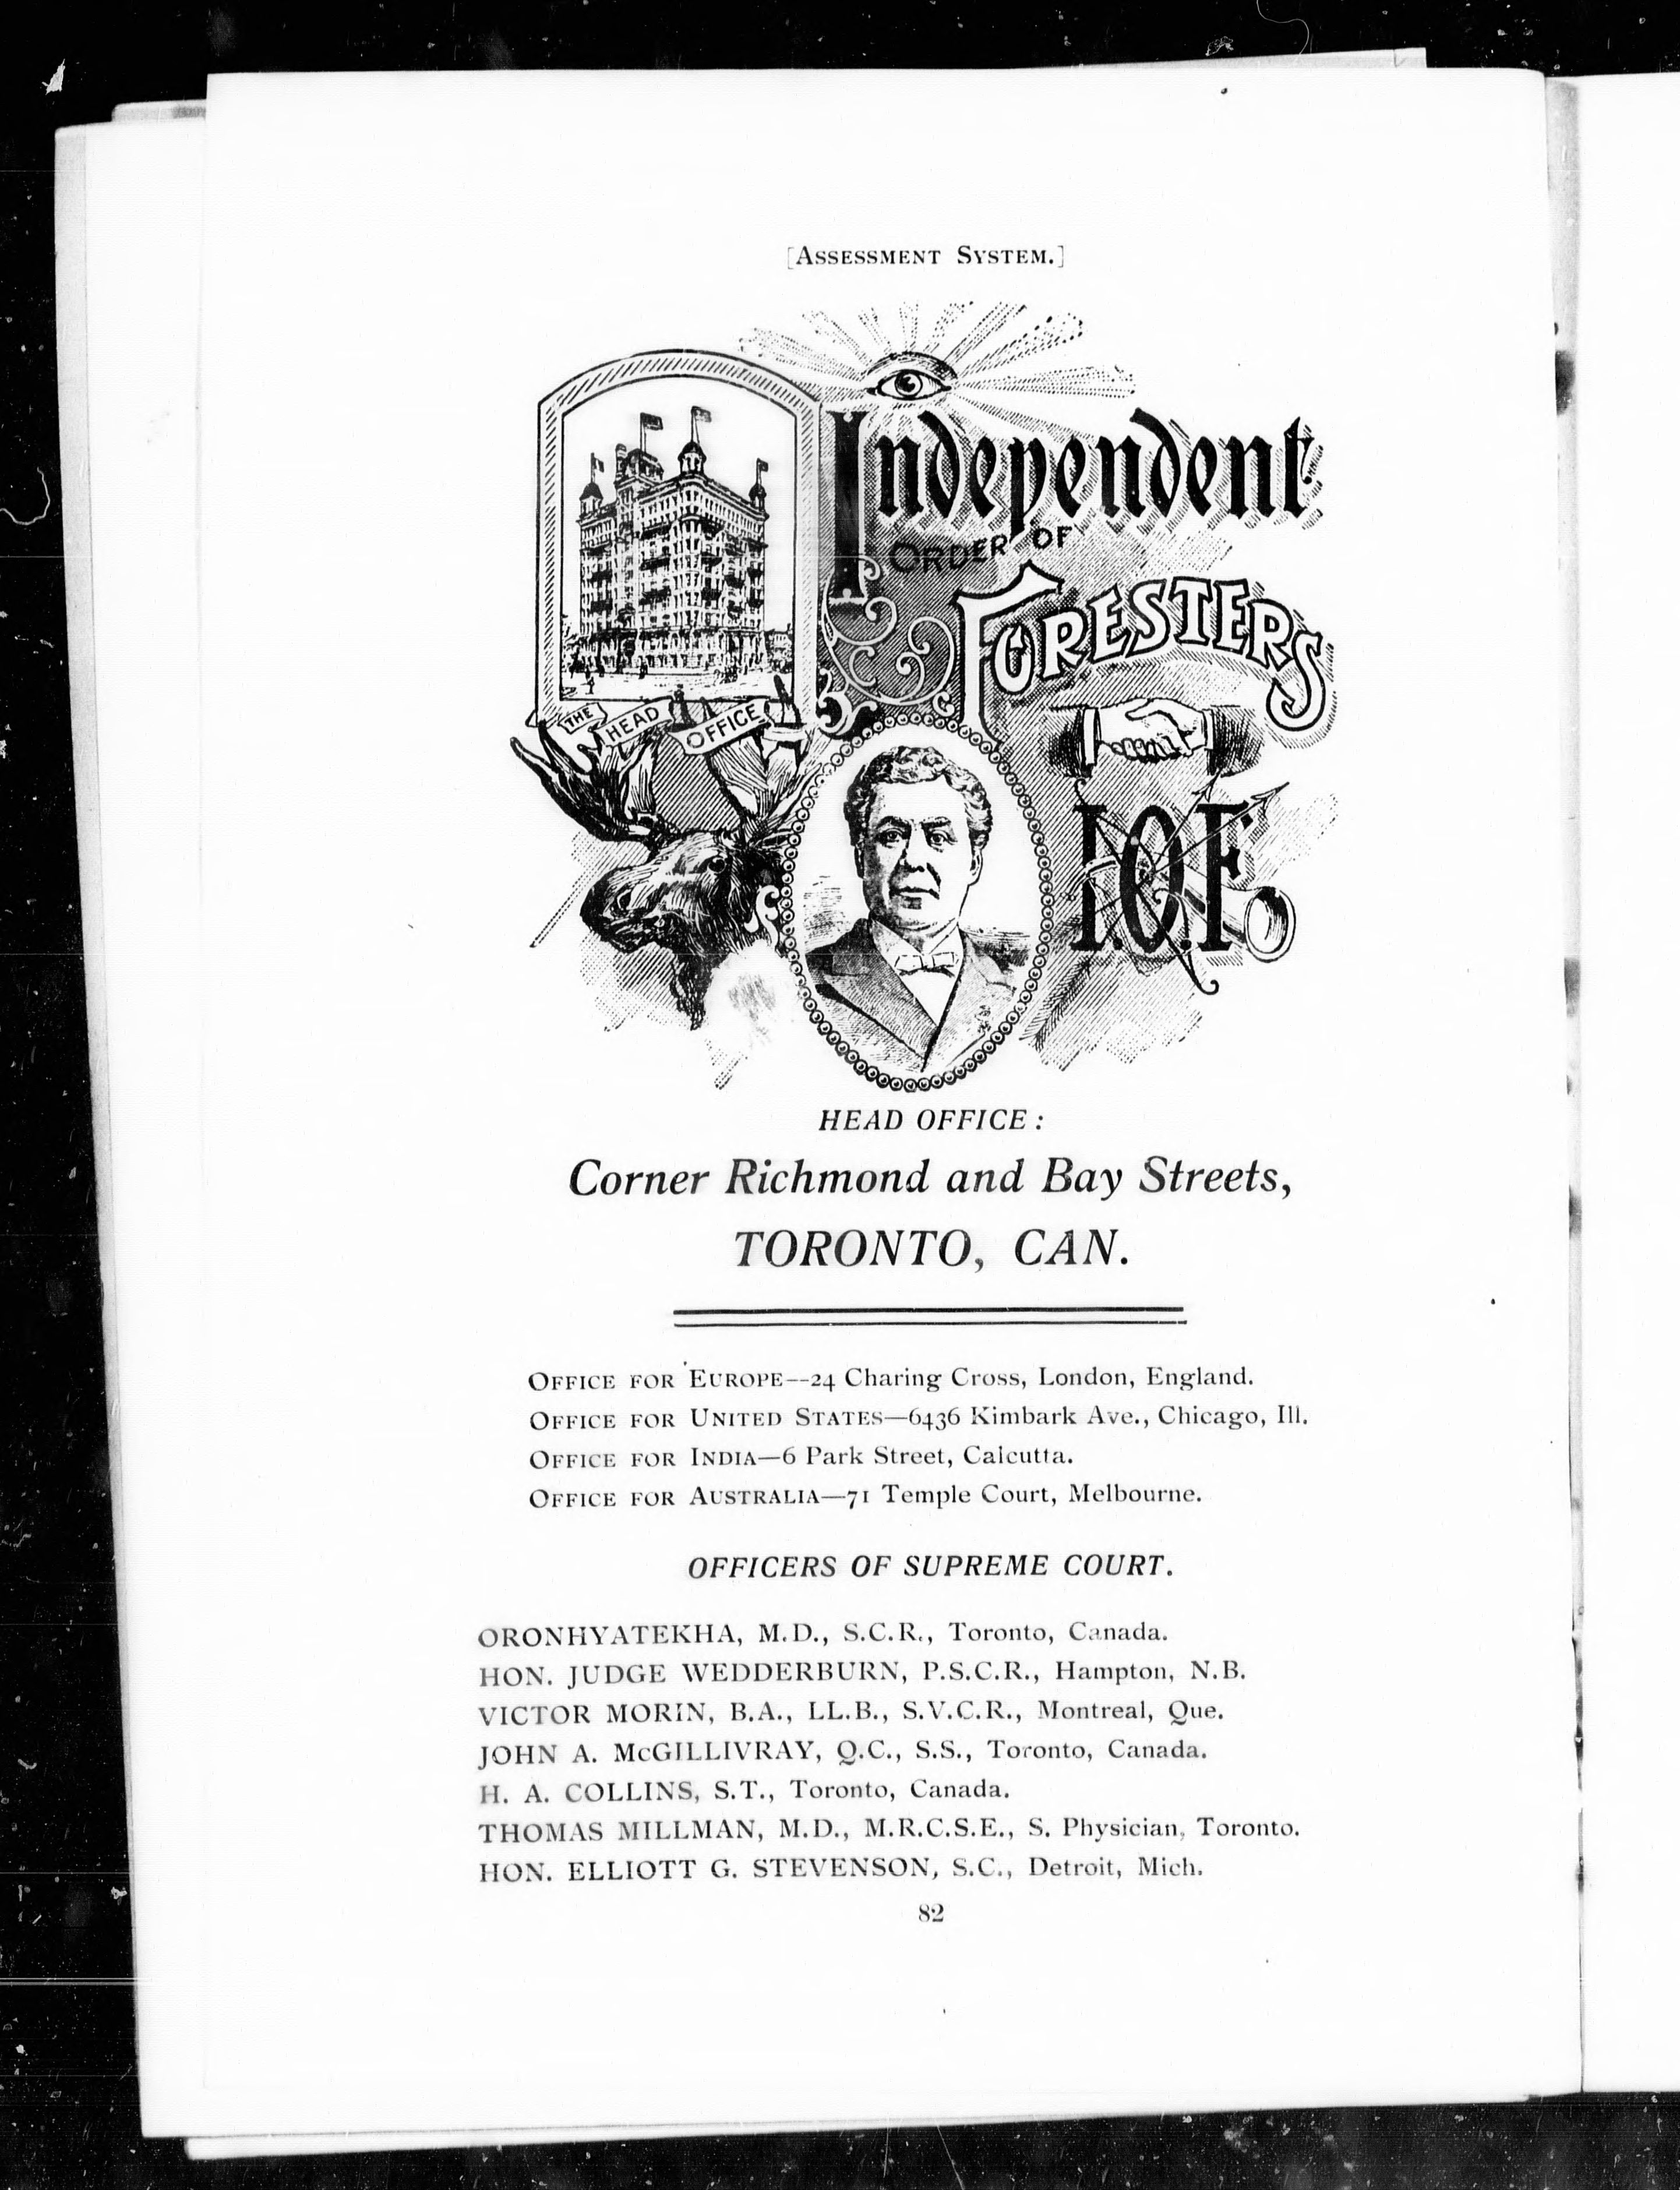 [ASSESSMENT SYSTEM.]
Independent
ORDER OF
FORESTERS
THE HEAD OFFICE
I.O.F.
HEAD OFFICE:
Corner Richmond and Bay Streets,
TORONTO, CAN.
OFFICE FOR EUROPE--24 Charing Cross, London, England.
OFFICE FOR UNITED STATES—6436 Kimbark Ave., Chicago, Ill.
OFFICE FOR INDIA—6 Park Street, Calcutta.
OFFICE FOR AUSTRALIA—71 Temple Court, Melbourne.
OFFICERS OF SUPREME COURT.
ORONHYATEKHA, M.D., S.C.R., Toronto, Canada.
HON. JUDGE WEDDERBURN, P.S.C.R., Hampton, N.B.
VICTOR MORIN, B.A., LL.B., S.V.C.R., Montreal, Que.
JOHN A. McGILLIVRAY, Q.C., S.S., Toronto, Canada.
H. A. COLLINS, S.T., Toronto, Canada.
THOMAS MILLMAN, M.D., M.R.C.S.E., S. Physician, Toronto.
HON. ELLIOTT G. STEVENSON, S.C., Detroit, Mich.
82